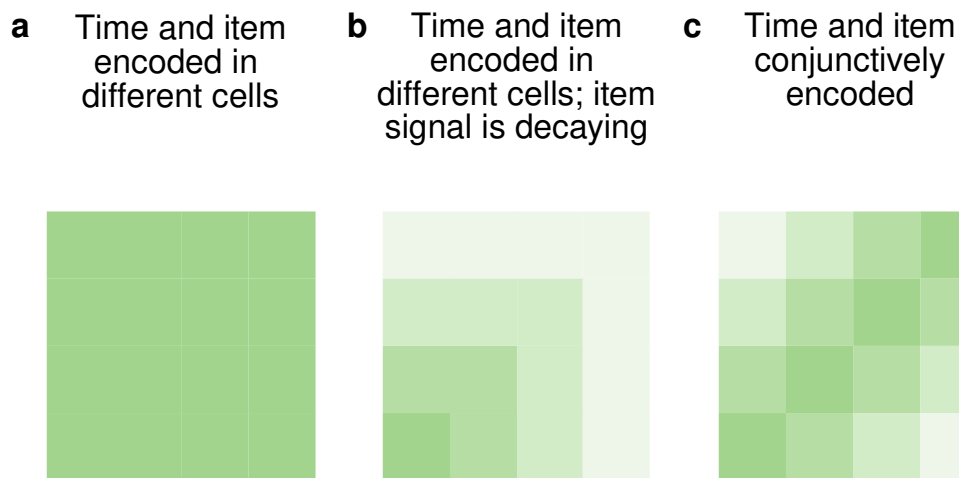 a Time and item
encoded in
different cells
b Time and item
encoded in
different cells; item
signal is decaying
c Time and item
conjunctively
encoded